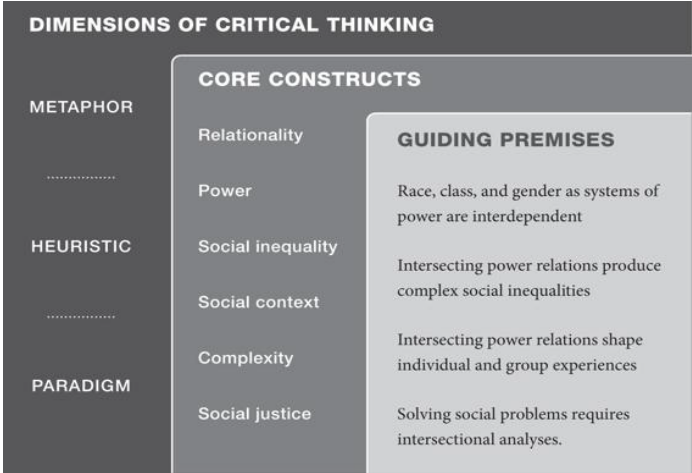 DIMENSIONS OF CRITICAL THINKING
METAPHOR
HEURISTIC
PARADIGM
CORE CONSTRUCTS
Relationality
Power
Social inequality
Social context
Complexity
Social justice
GUIDING PREMISES
Race, class, and gender as systems of
power are interdependent
Intersecting power relations produce
complex social inequalities
Intersecting power relations shape
individual and group experiences
Solving social problems requires
intersectional analyses.